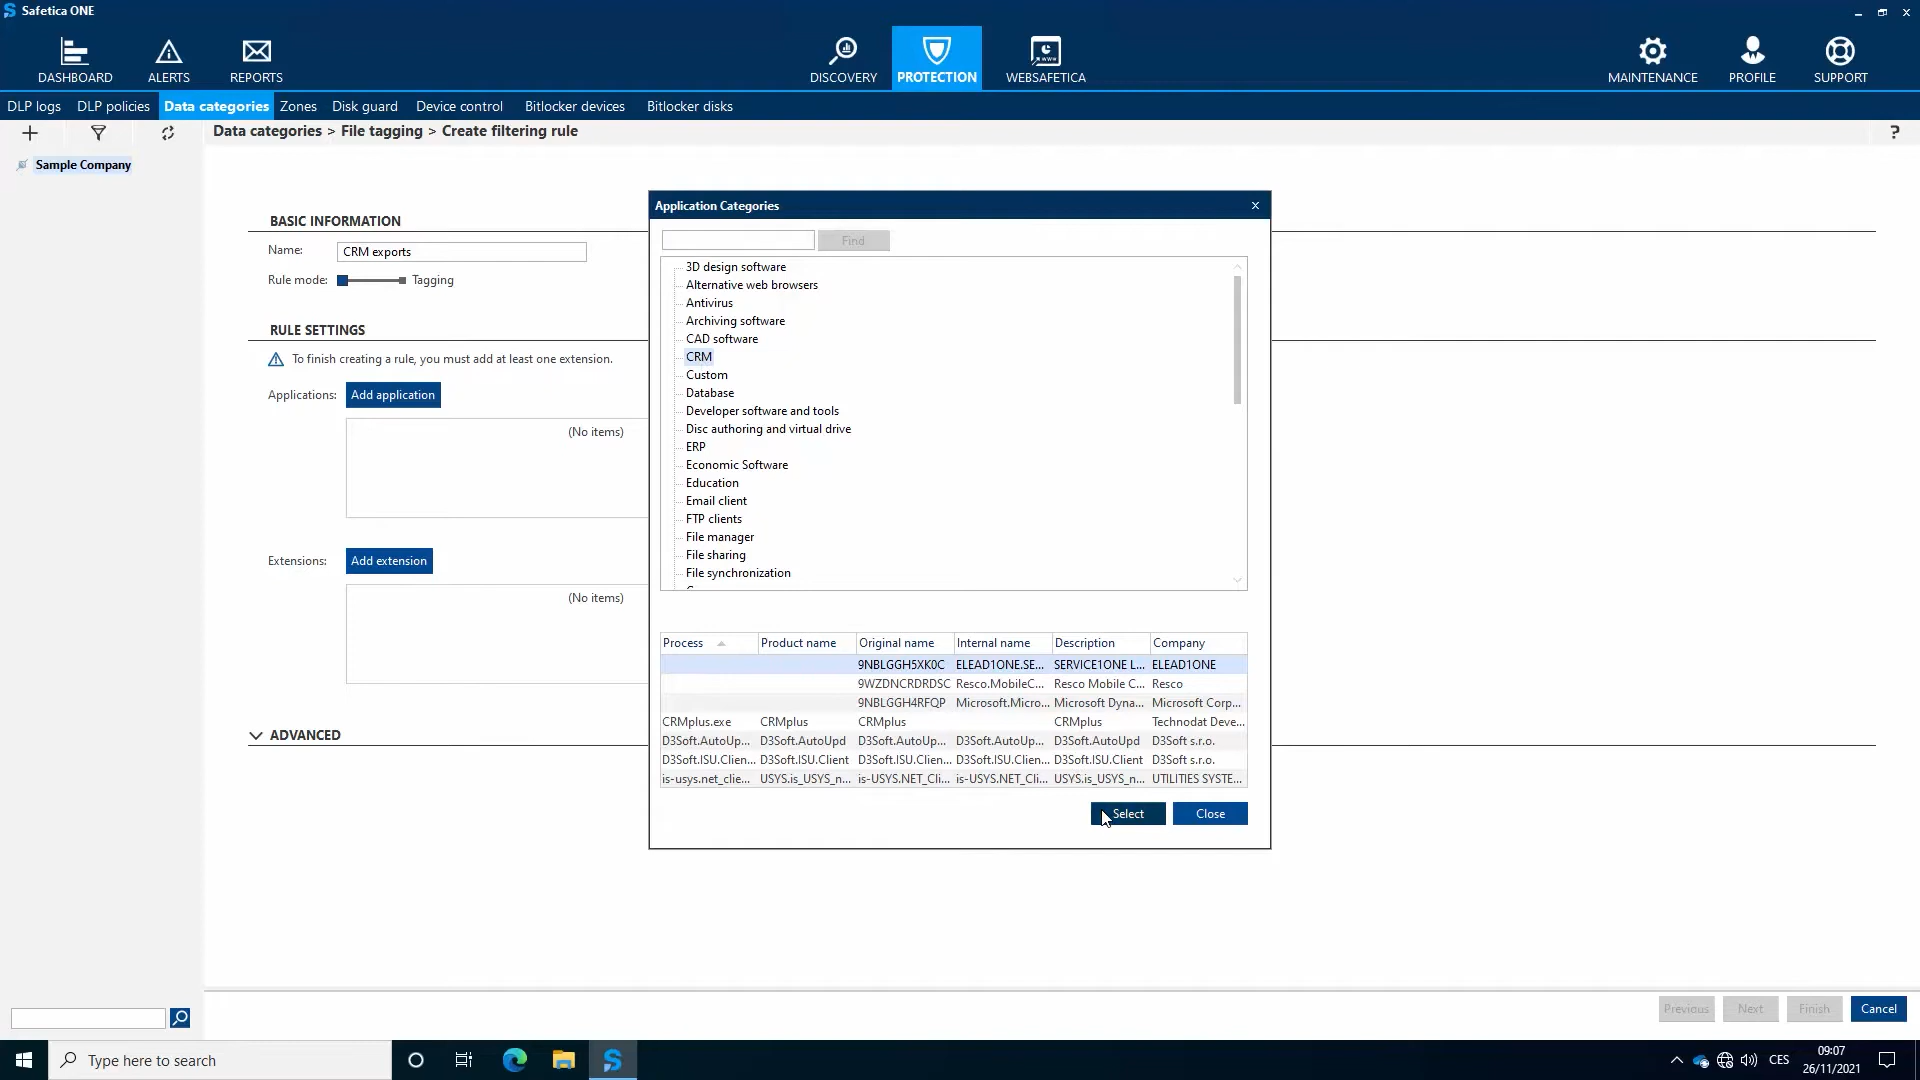 Safetica ONE
DASHBOARD
ALERTS
REPORTS
DISCOVERY
PROTECTION
WEBSAFETICA
MAINTENANCE
PROFILE
SUPPORT
DLP logs
DLP policies
Data categories
Zones
Disk guard
Device control
Bitlocker devices
Bitlocker disks
Data categories > File tagging > Create filtering rule
?
Sample Company
BASIC INFORMATION
Name: CRM exports
Rule mode: Tagging
RULE SETTINGS
To finish creating a rule, you must add at least one extension.
Applications: Add application
(No items)
Extensions: Add extension
(No items)
ADVANCED
Application Categories
Find
3D design software
Alternative web browsers
Antivirus
Archiving software
CAD software
CRM
Custom
Database
Developer software and tools
Disc authoring and virtual drive
ERP
Economic Software
Education
Email client
FTP clients
File manager
File sharing
File synchronization
Process Product name Original name Internal name Description Company
9NBLGGH5XK0C ELEAD1ONE.SE... SERVICE1ONE L... ELEAD1ONE
9WZDNCRDRDSC Resco.MobileC... Resco Mobile C... Resco
9NBLGGH4RFQP Microsoft.Micro... Microsoft Dyna... Microsoft Corp...
CRMplus.exe CRMplus CRMplus CRMplus Technodat Deve...
D3Soft.AutoUp... D3Soft.AutoUpd D3Soft.AutoUp... D3Soft.AutoUp... D3Soft.AutoUpd D3Soft s.r.o.
D3Soft.ISU.Clien... D3Soft.ISU.Client D3Soft.ISU.Clien... D3Soft.ISU.Clien... D3Soft.ISU.Client D3Soft s.r.o.
is-usys.net_clie... USYS.is_USYS_n... is-USYS.NET_Cli... is-USYS.NET_Cli... USYS.is_USYS_n... UTILITIES SYSTE...
Select
Close
Previous
Next
Finish
Cancel
Type here to search
CES
09:07
26/11/2021